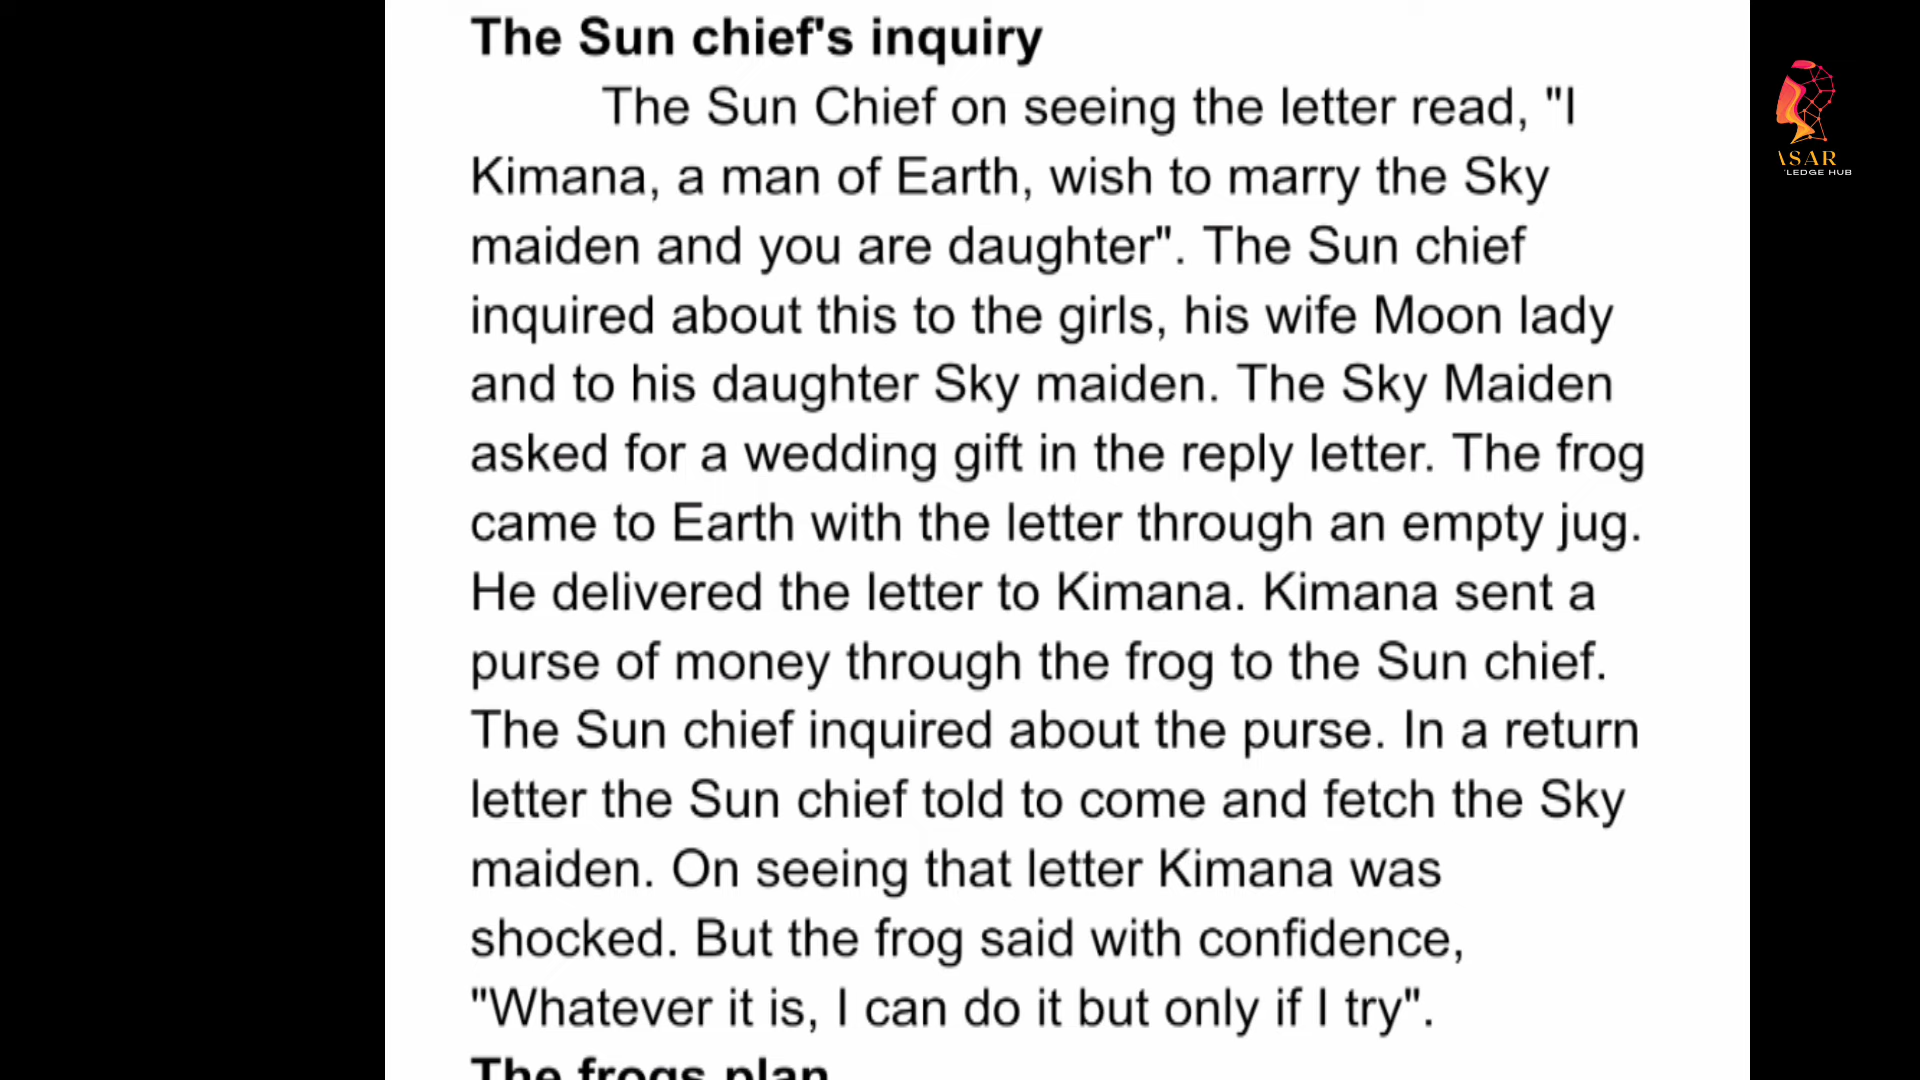 The Sun chief's inquiry
The Sun Chief on seeing the letter read, "I
Kimana, a man of Earth, wish to marry the Sky
maiden and you are daughter". The Sun chief
inquired about this to the girls, his wife Moon lady
and to his daughter Sky maiden. The Sky Maiden
asked for a wedding gift in the reply letter. The frog
came to Earth with the letter through an empty jug.
He delivered the letter to Kimana. Kimana sent a
purse of money through the frog to the Sun chief.
The Sun chief inquired about the purse. In a return
letter the Sun chief told to come and fetch the Sky
maiden. On seeing that letter Kimana was
shocked. But the frog said with confidence,
"Whatever it is, I can do it but only if I try".
The frogs plan
ASAR
LEDGE HUB